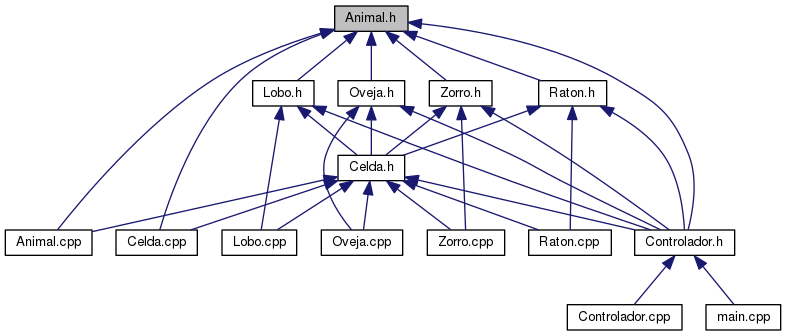 Animal.h
Lobo.h
Oveja.h
Zorro.h
Raton.h
Celda.h
Animal.cpp
Celda.cpp
Lobo.cpp
Oveja.cpp
Zorro.cpp
Raton.cpp
Controlador.h
Controlador.cpp
main.cpp